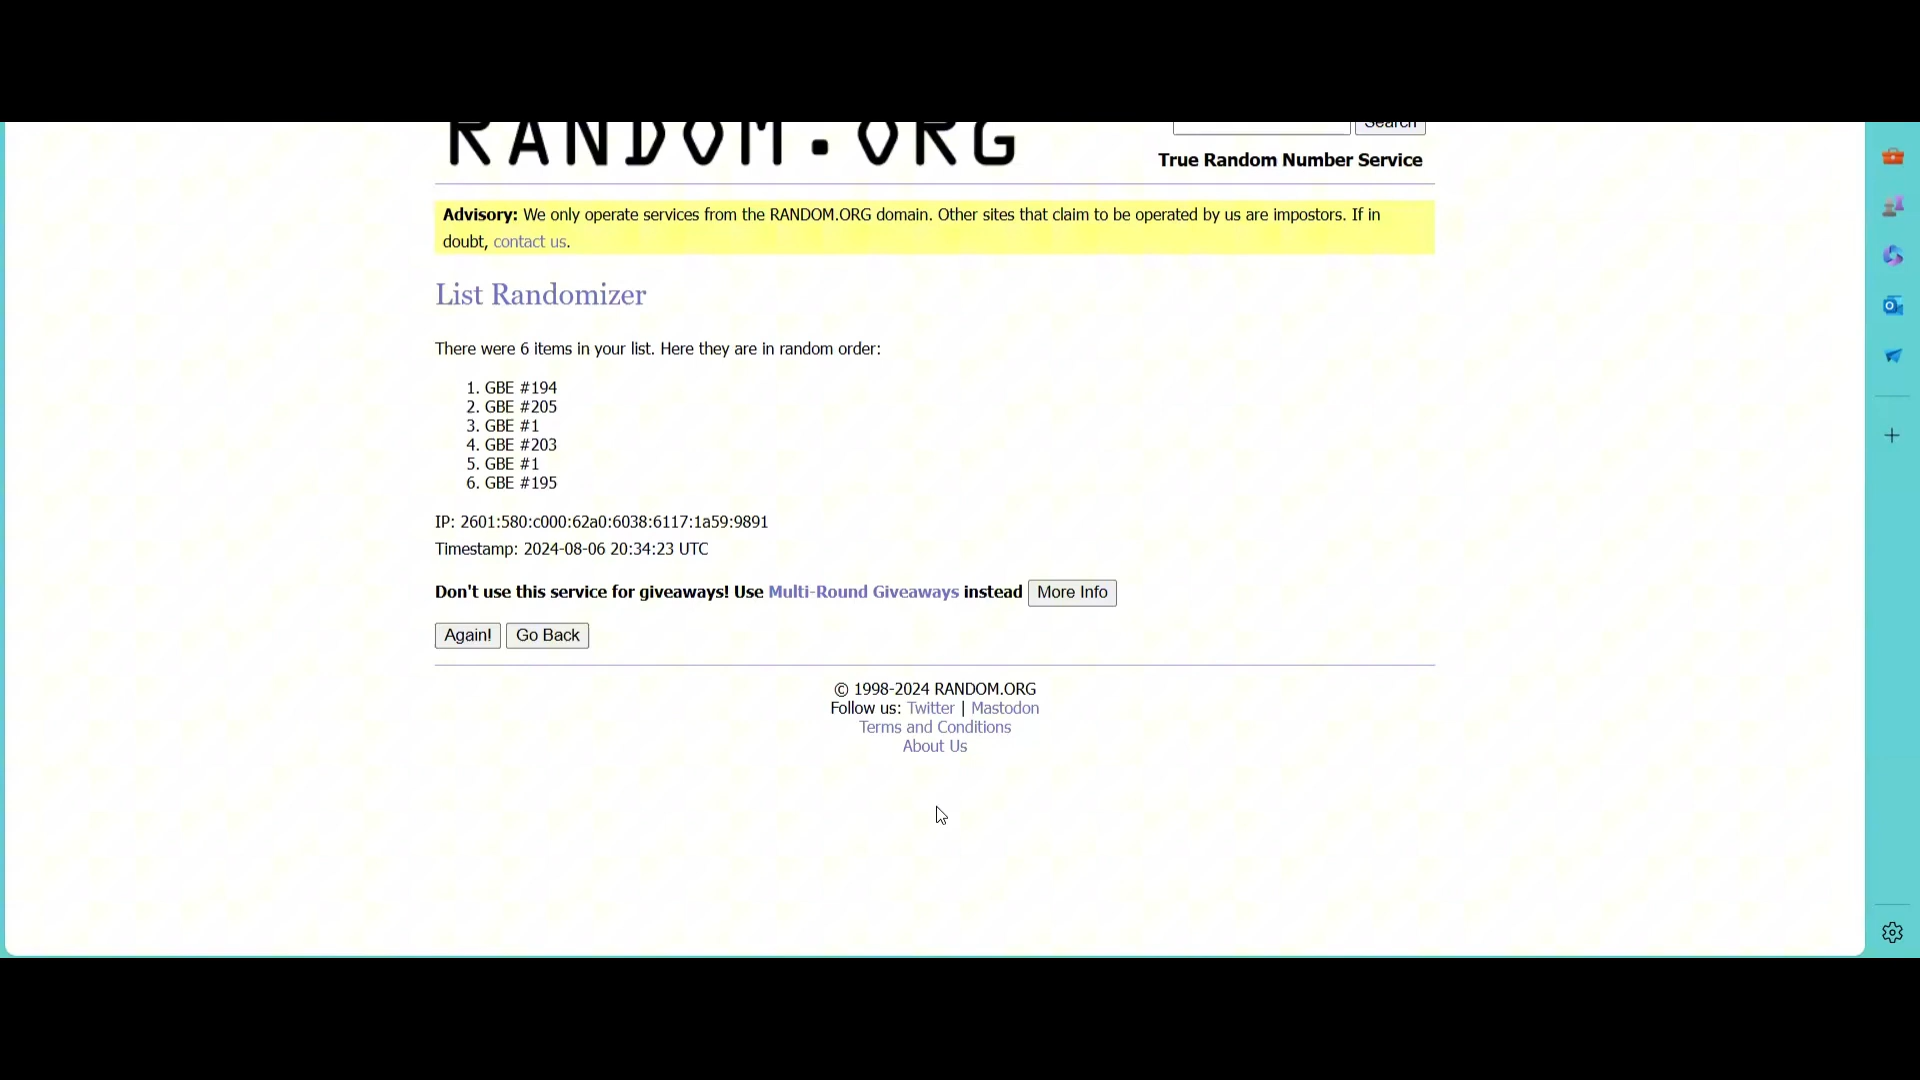 RANDOM.ORG
Search
True Random Number Service
Advisory: We only operate services from the RANDOM.ORG domain. Other sites that claim to be operated by us are impostors. If in
doubt, contact us.
List Randomizer
There were 6 items in your list. Here they are in random order:
1. GBE #194
2. GBE #205
3. GBE #1
4. GBE #203
5. GBE #1
6. GBE #195
IP: 2601:580:c000:62a0:6038:6117:1a59:9891
Timestamp: 2024-08-06 20:34:23 UTC
Don't use this service for giveaways! Use Multi-Round Giveaways instead More Info
Again! Go Back
© 1998-2024 RANDOM.ORG
Follow us: Twitter | Mastodon
Terms and Conditions
About Us